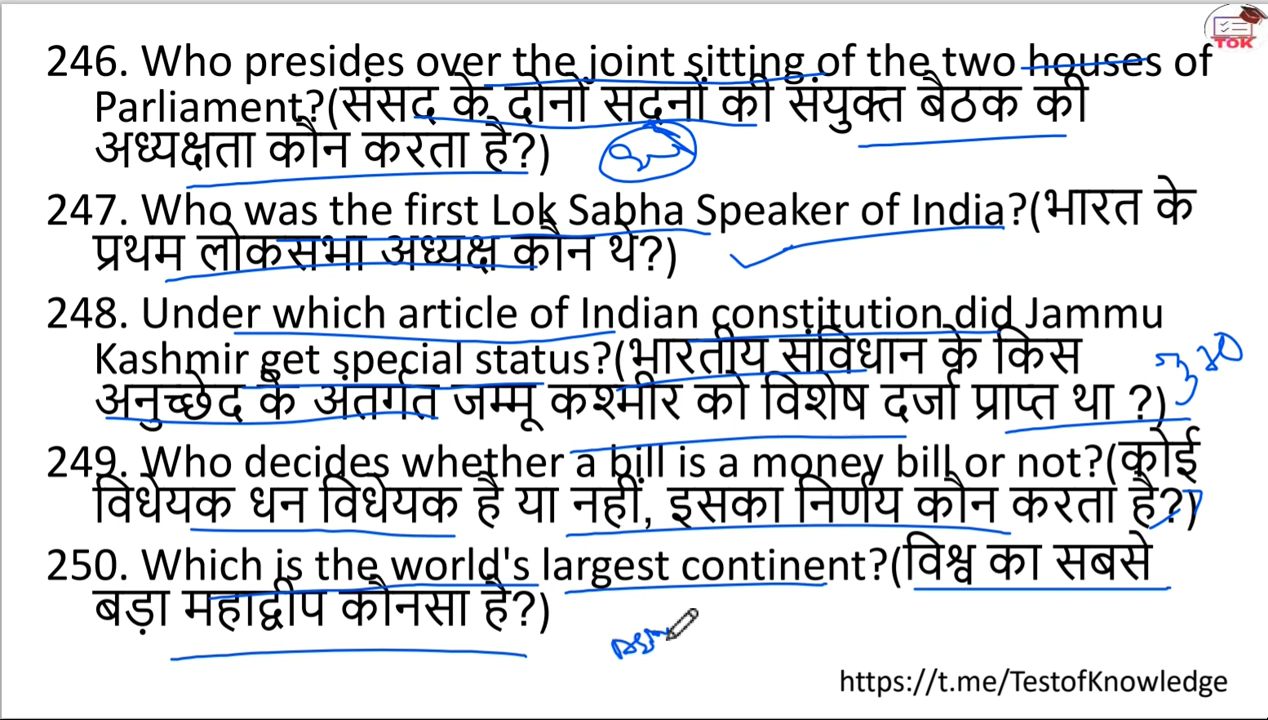 TOK
246. Who presides over the joint sitting of the two houses of
Parliament?(संसद के दोनों सदनों की संयुक्त बैठक की
अध्यक्षता कौन करता है?)
247. Who was the first Lok Sabha Speaker of India?(भारत के
प्रथम लोकसभा अध्यक्ष कौन थे?)
248. Under which article of Indian constitution did Jammu
Kashmir get special status?(भारतीय संविधान के किस
370
अनुच्छेद के अंतर्गत जम्मू कश्मीर को विशेष दर्जा प्राप्त था ?)
249. Who decides whether a bill is a money bill or not?(कोई
विधेयक धन विधेयक है या नहीं, इसका निर्णय कौन करता है?)
250. Which is the world's largest continent?(विश्व का सबसे
बड़ा महाद्वीप कौनसा है?)
https://t.me/TestofKnowledge